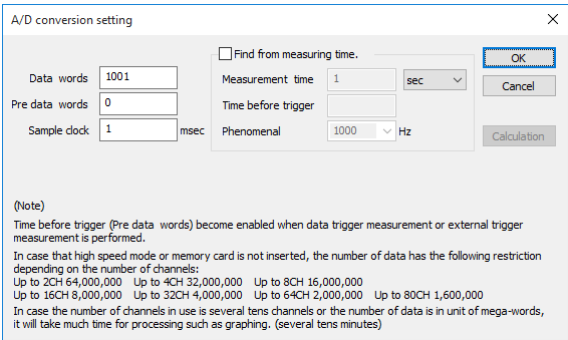 A/D conversion setting
Find from measuring time.
OK
Data words 1001
Measurement time 1 sec
Cancel
Pre data words 0
Time before trigger
Sample clock 1 msec
Phenomenal 1000 Hz
Calculation
(Note)
Time before trigger (Pre data words) become enabled when data trigger measurement or external trigger
measurement is performed.
In case that high speed mode or memory card is not inserted, the number of data has the following restriction
depending on the number of channels:
Up to 2CH 64,000,000 Up to 4CH 32,000,000 Up to 8CH 16,000,000
Up to 16CH 8,000,000 Up to 32CH 4,000,000 Up to 64CH 2,000,000 Up to 80CH 1,600,000
In case the number of channels in use is several tens channels or the number of data is in unit of mega-words,
it will take much time for processing such as graphing. (several tens minutes)